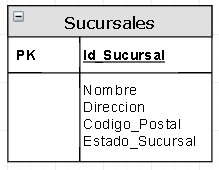 Sucursales
PK Id_Sucursal
Nombre
Direccion
Codigo_Postal
Estado_Sucursal